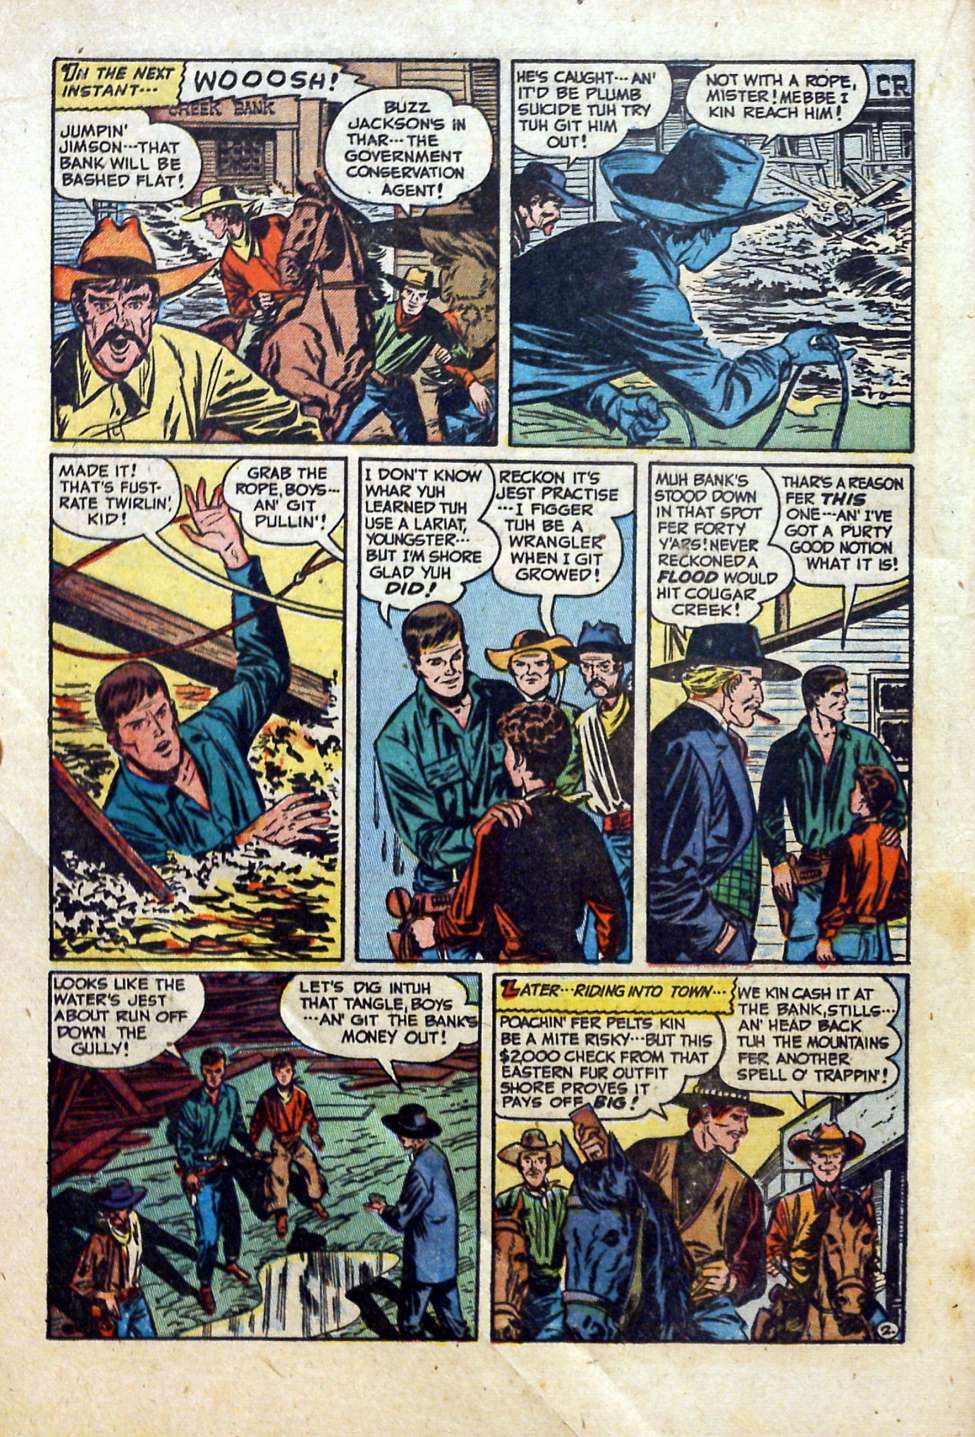 ON THE NEXT
INSTANT---
WOOOSH!
CREEK BANK
JUMPIN'
JIMSON---THAT
BANK WILL BE
BASHED FLAT!
BUZZ
JACKSON'S IN
THAR---THE
GOVERNMENT
CONSERVATION
AGENT!
HE'S CAUGHT---AN'
IT'D BE PLUMB
SUICIDE TUH TRY
TUH GIT HIM
OUT!
NOT WITH A ROPE,
MISTER! MEBBE I
KIN REACH HIM!
CR
MADE IT!
THAT'S FUST-
RATE TWIRLIN',
KID!
GRAB THE
ROPE, BOYS---
AN' GIT
PULLIN'!
I DON'T KNOW
WHAR YUH
LEARNED TUH
USE A LARIAT,
YOUNGSTER---
BUT I'M SHORE
GLAD YUH
DID!
RECKON IT'S
JEST PRACTISE
---I FIGGER
TUH BE A
WRANGLER
WHEN I GIT
GROWED!
MUH BANK'S
STOOD DOWN
IN THAT SPOT
FER FORTY
Y'ARS! NEVER
RECKONED A
FLOOD WOULD
HIT COUGAR
CREEK!
THAR'S A REASON
FER THIS
ONE---AN' I'VE
GOT A PURTY
GOOD NOTION
WHAT IT IS!
LOOKS LIKE THE
WATER'S JEST
ABOUT RUN OFF
DOWN THE
GULLY!
LET'S DIG INTUH
THAT TANGLE, BOYS
---AN' GIT THE BANK'S
MONEY OUT!
LATER---RIDING INTO TOWN---
POACHIN' FER PELTS KIN
BE A MITE RISKY---BUT THIS
$2,000 CHECK FROM THAT
EASTERN FUR OUTFIT
SHORE PROVES IT
PAYS OFF BIG!
WE KIN CASH IT AT
THE BANK, STILLS---
AN' HEAD BACK
TUH THE MOUNTAINS
FER ANOTHER
SPELL O' TRAPPIN'!
2.